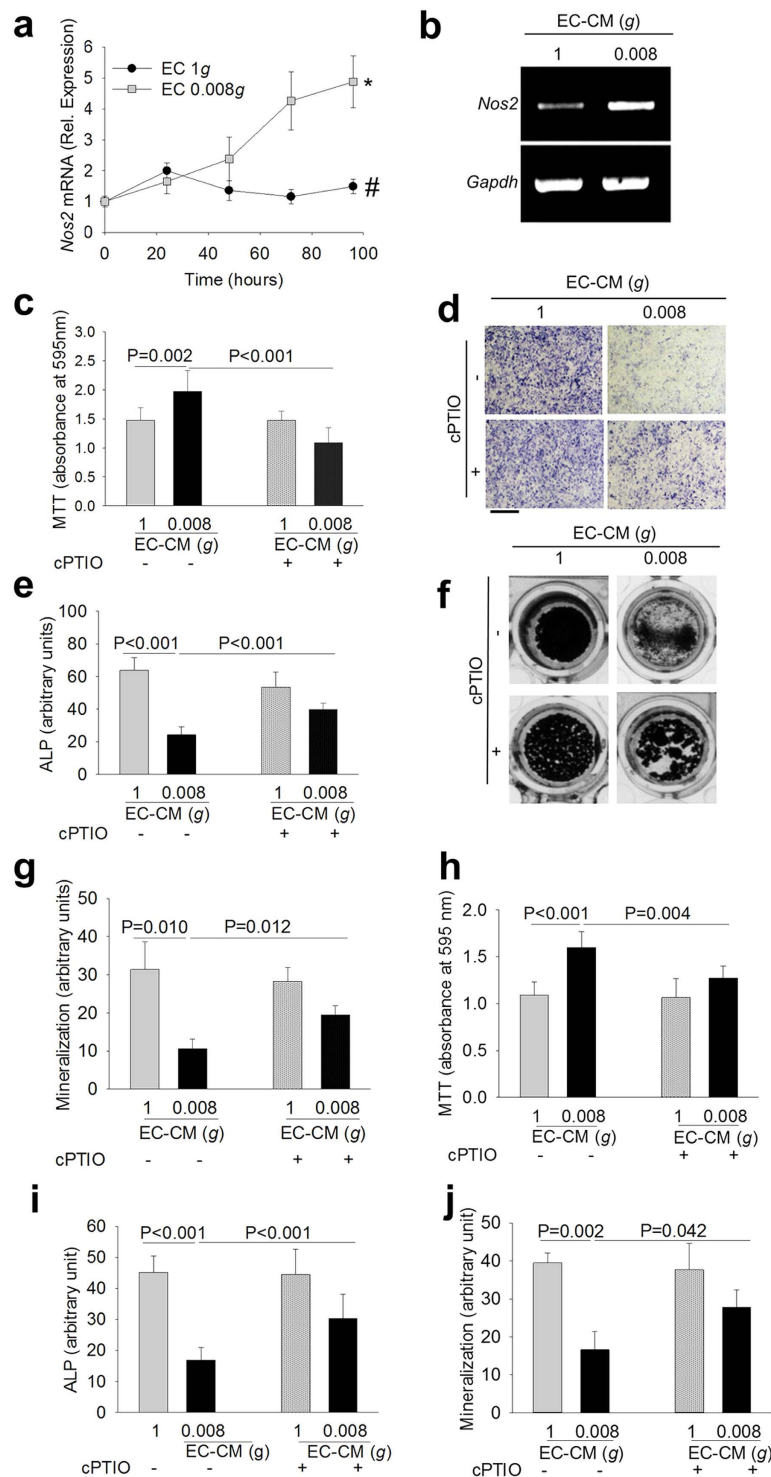 a
Nos2 mRNA (Rel. Expression)
6
5
4
3
2
1
0
EC 1g
EC 0.008g
*
#
0 20 40 60 80 100
Time (hours)
b
EC-CM (g)
1 0.008
Nos2
Gapdh
c
MTT (absorbance at 595nm)
3.0
2.5
2.0
1.5
1.0
0.5
0.0
P=0.002 P<0.001
1 0.008 1 0.008
EC-CM (g) EC-CM (g)
cPTIO - - + +
d
EC-CM (g)
1 0.008
cPTIO
-
+
e
ALP (arbitrary units)
100
80
60
40
20
0
P<0.001 P<0.001
1 0.008 1 0.008
EC-CM (g) EC-CM (g)
cPTIO - - + +
f
EC-CM (g)
1 0.008
cPTIO
-
+
g
Mineralization (arbitrary units)
50
40
30
20
10
0
P=0.010 P=0.012
1 0.008 1 0.008
EC-CM (g) EC-CM (g)
cPTIO - - + +
h
MTT (absorbance at 595 nm)
2.0
1.5
1.0
0.5
0.0
P<0.001 P=0.004
1 0.008 1 0.008
EC-CM (g) EC-CM (g)
cPTIO - - + +
i
ALP (arbitrary unit)
60
50
40
30
20
10
0
P<0.001 P<0.001
1 0.008 1 0.008
EC-CM (g) EC-CM (g)
cPTIO - - + +
j
Mineralization (arbitrary unit)
50
40
30
20
10
0
P=0.002 P=0.042
1 0.008 1 0.008
EC-CM (g) EC-CM (g)
cPTIO - - + +